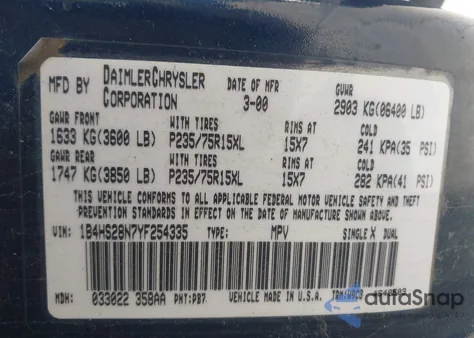 MFD BY DAIMLERCHRYSLER CORPORATION DATE OF MFR 3-00 GVWR 2903 KG(06400 LB)
GAWR FRONT WITH TIRES RIMS AT COLD
1633 KG(3600 LB) P235/75R15XL 15X7 241 KPA(35 PSI)
GAWR REAR WITH TIRES RIMS AT COLD
1747 KG(3850 LB) P235/75R15XL 15X7 282 KPA(41 PSI)
THIS VEHICLE CONFORMS TO ALL APPLICABLE FEDERAL MOTOR VEHICLE SAFETY AND THEFT
PREVENTION STANDARDS IN EFFECT ON THE DATE OF MANUFACTURE SHOWN ABOVE.
VIN: 1B4HS28N7YF254335 TYPE: MPV SINGLE X DUAL
MDH: 033022 358AA PNT:PB7 VEHICLE MADE IN U.S.A.
autoSnap